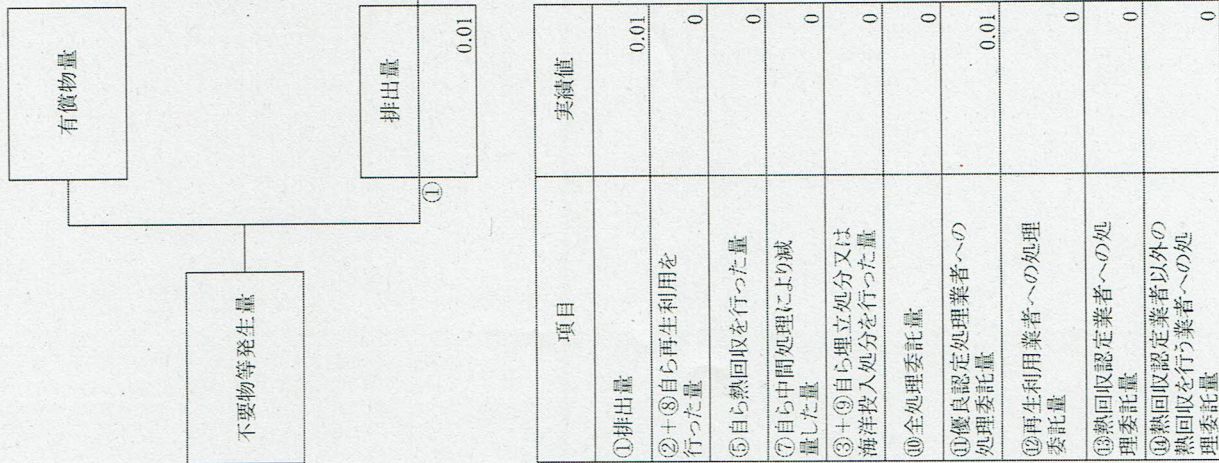 有償物量
不要物等発生量
排出量
①
0.01
項目
実績値
①排出量
0.01
②+⑧自ら再生利用を
行った量
0
⑤自ら熱回収を行った量
0
⑦自ら中間処理により減
量した量
0
③+⑨自ら埋立処分又は
海洋投入処分を行った量
0
⑩全処理委託量
0
⑪優良認定処理業者への
処理委託量
0.01
⑫再生利用業者への処理
委託量
0
⑬熱回収認定業者への処
理委託量
0
⑭熱回収認定業者以外の
熱回収を行う業者への処
理委託量
0